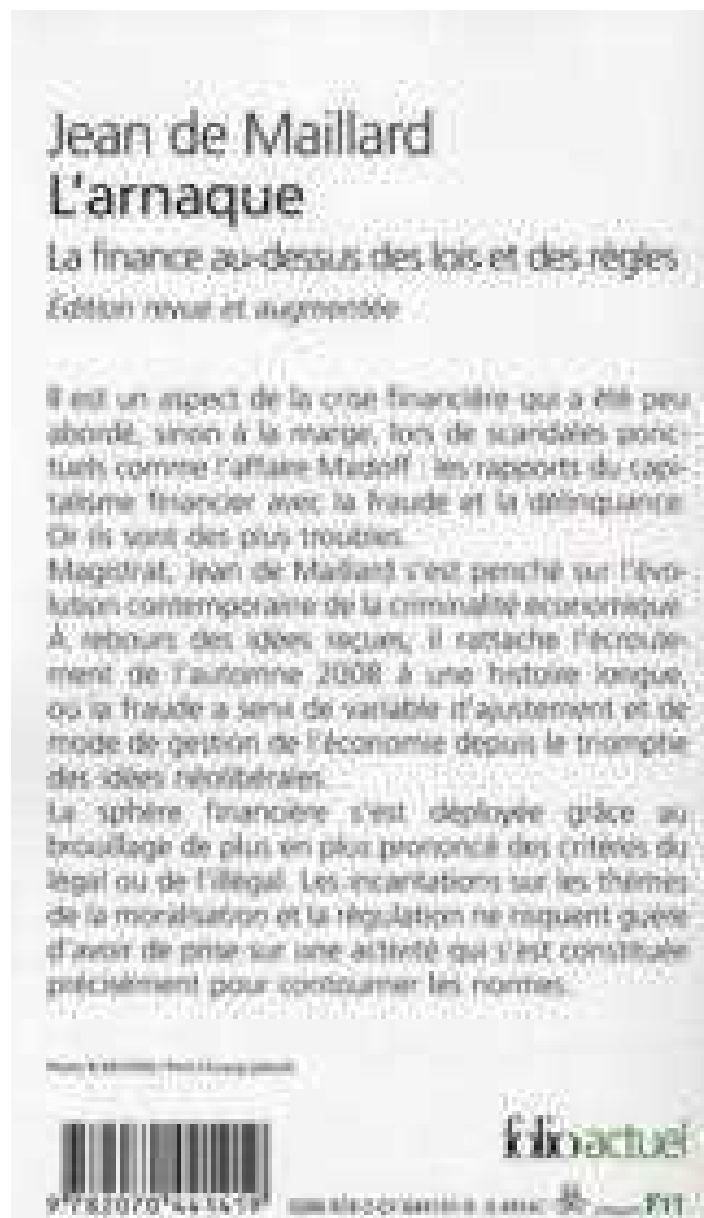 Jean de Maillard
L'arnaque
La finance au-dessus des lois et des règles
Édition revue et augmentée
Il est un aspect de la crise financière qui a été peu
abordé, sinon à la marge, lors de scandales ponc-
tuels comme l'affaire Madoff : les rapports du capi-
talisme financier avec la fraude et la délinquance.
Or ils sont des plus troubles.
Magistrat, Jean de Maillard s'est penché sur l'évo-
lution contemporaine de la criminalité économique.
À rebours des idées reçues, il rattache l'écroule-
ment de l'automne 2008 à une histoire longue,
où la fraude a servi de variable d'ajustement et de
mode de gestion de l'économie depuis le triomphe
des idées néolibérales.
La sphère financière s'est déployée grâce au
brouillage de plus en plus prononcé des critères du
légal ou de l'illégal. Les incantations sur les thèmes
de la moralisation et la régulation ne risquent guère
d'avoir de prise sur une activité qui s'est constituée
précisément pour contourner les normes.
folio actuel